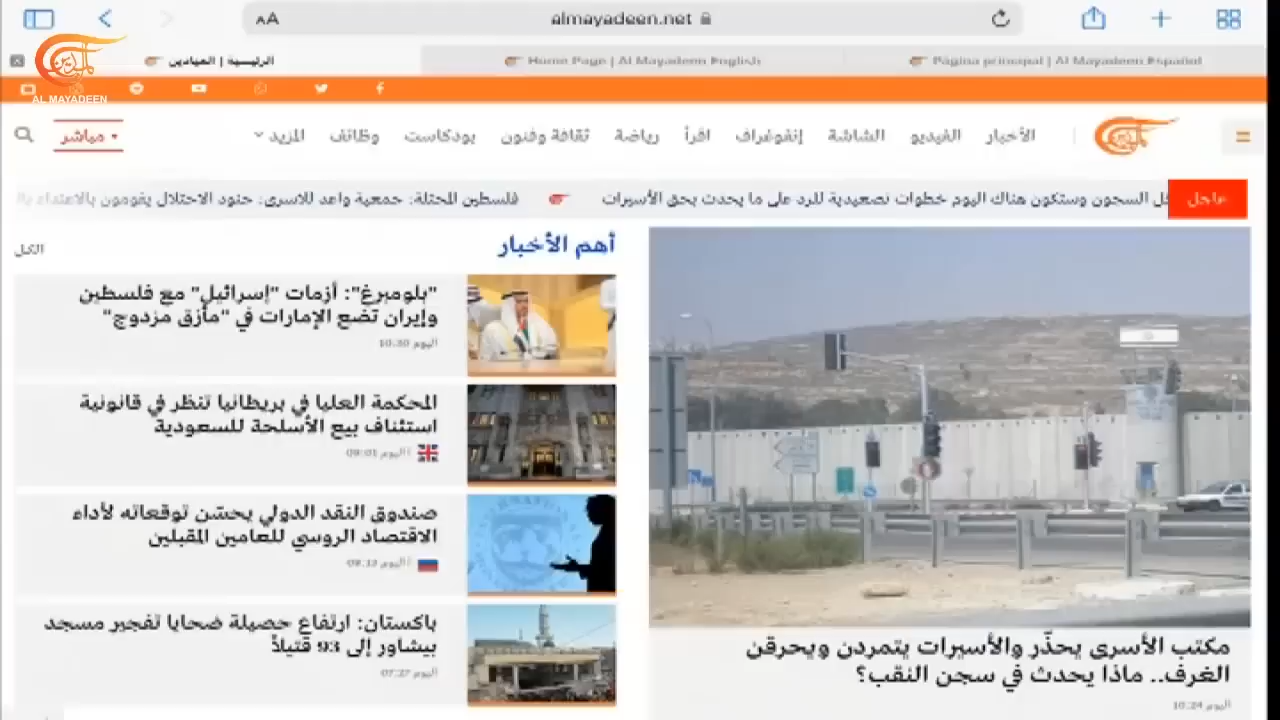 almayadeen.net
الرئيسية | الميادين
Home Page | Al Mayadeen English
Página principal | Al Mayadeen Español
الميادين
AL MAYADEEN
الأخبار
الفيديو
الشاشة
إنفوغراف
اقرأ
رياضة
ثقافة وفنون
بودكاست
وظائف
المزيد
مباشر
عاجل
كل السجون وستكون هناك اليوم خطوات تصعيدية للرد على ما يحدث بحق الأسيرات
فلسطين المحتلة: جمعية واعد للاسرى: جنود الاحتلال يقومون بالاعتداء
أهم الأخبار
الكل
"بلومبرغ": أزمات "إسرائيل" مع فلسطين
وإيران تضع الإمارات في "مأزق مزدوج"
اليوم 10:30
المحكمة العليا في بريطانيا تنظر في قانونية
استئناف بيع الأسلحة للسعودية
اليوم 09:01
صندوق النقد الدولي يحسّن توقعاته لأداء
الاقتصاد الروسي للعامين المقبلين
اليوم 08:13
باكستان: ارتفاع حصيلة ضحايا تفجير مسجد
بيشاور إلى 93 قتيلاً
اليوم 07:27
مكتب الأسرى يحذّر والأسيرات يتمردن ويحرقن
الغرف.. ماذا يحدث في سجن النقب؟
اليوم 10:24